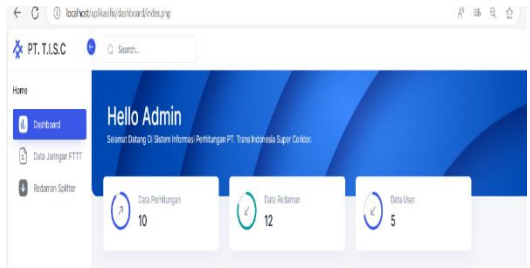 localhost/aplikasifis/dashboard/index.php
PT. T.I.S.C
Search...
Home
Dashboard
Data Jaringan FTTT
Redaman Splitter
Hello Admin
Selamat Datang Di Sistem Informasi Perhitungan PT. Trans Indonesia Super Corridor.
Data Perhitungan
10
Data Redaman
12
Data User
5